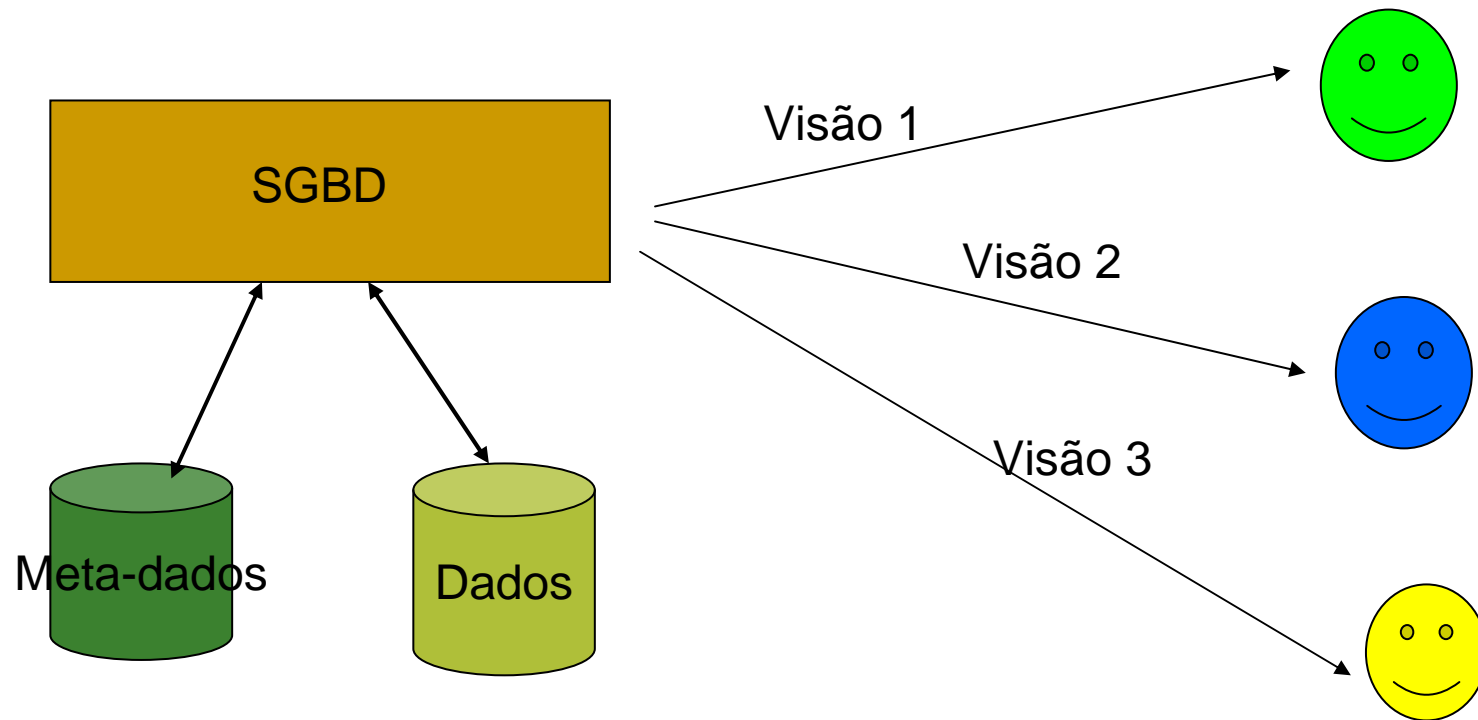 Visão 1
SGBD
Visão 2
Visão 3
Meta-dados
Dados